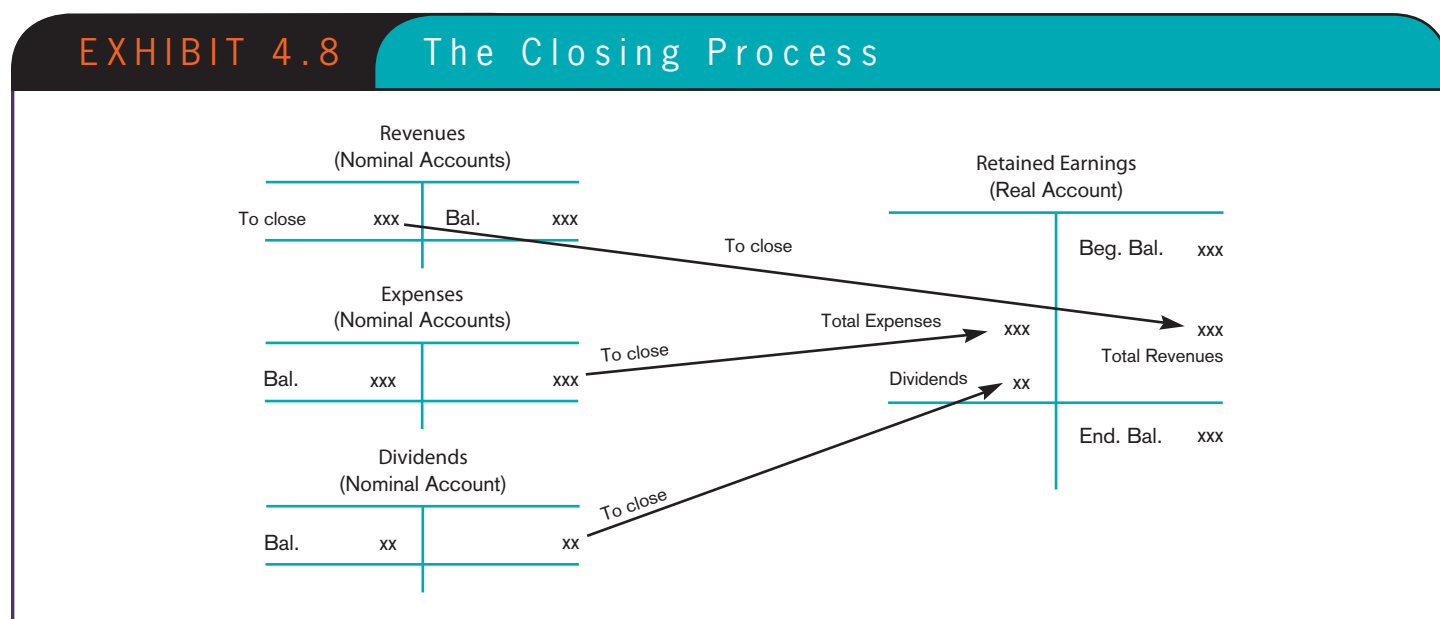 EXHIBIT 4.8 The Closing Process
Revenues
(Nominal Accounts)
To close xxx Bal. xxx
Expenses
(Nominal Accounts)
Bal. xxx xxx
Dividends
(Nominal Account)
Bal. xx xx
To close
To close
To close
Retained Earnings
(Real Account)
Beg. Bal. xxx
Total Expenses xxx xxx
Total Revenues
Dividends xx
End. Bal. xxx